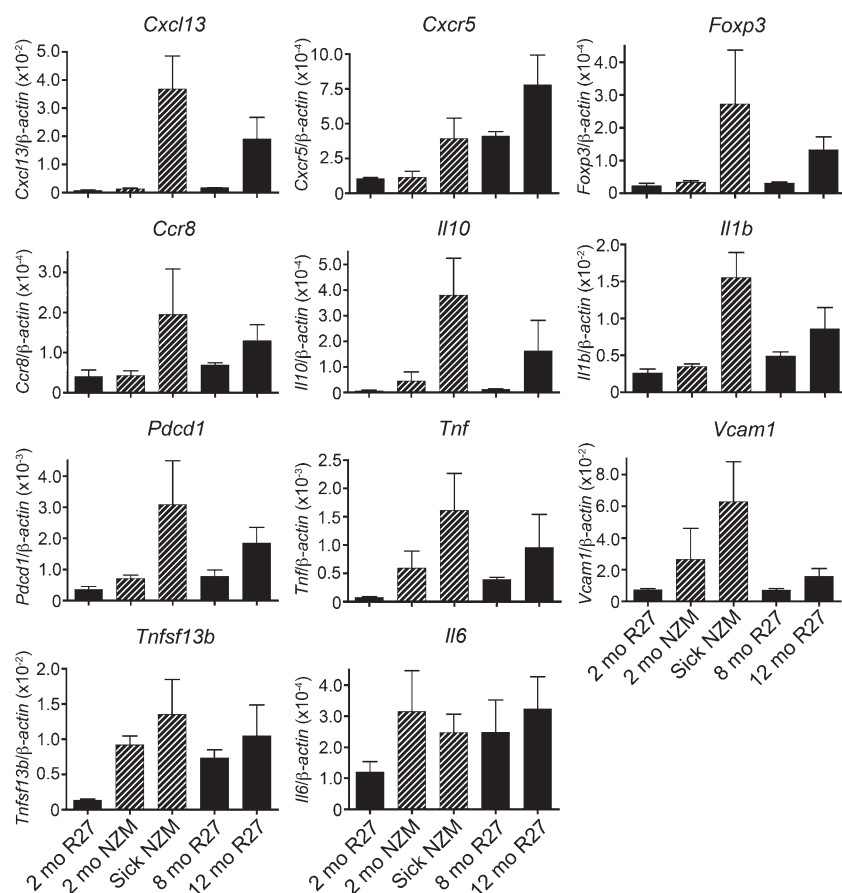 Cxcl13
Cxcl13/β-actin (x10⁻²)
5.0
4.0
3.0
2.0
1.0
0
Cxcr5
Cxcr5/β-actin (x10⁻⁴)
10.0
7.5
5.0
2.5
0
Foxp3
Foxp3/β-actin (x10⁻⁴)
4.0
3.0
2.0
1.0
0
Ccr8
Ccr8/β-actin (x10⁻⁴)
3.0
2.0
1.0
0
Il10
Il10/β-actin (x10⁻⁴)
5.0
4.0
3.0
2.0
1.0
0
Il1b
Il1b/β-actin (x10⁻²)
2.0
1.5
1.0
0.5
0
Pdcd1
Pdcd1/β-actin (x10⁻³)
4.0
3.0
2.0
1.0
0
Tnf
Tnf/β-actin (x10⁻³)
2.5
2.0
1.5
1.0
0.5
0
Vcam1
Vcam1/β-actin (x10⁻²)
8.0
6.0
4.0
2.0
0
2 mo R27
2 mo NZM
Sick NZM
8 mo R27
12 mo R27
Tnfsf13b
Tnfsf13b/β-actin (x10⁻²)
2.0
1.5
1.0
0.5
0
2 mo R27
2 mo NZM
Sick NZM
8 mo R27
12 mo R27
Il6
Il6/β-actin (x10⁻⁴)
4.0
3.0
2.0
1.0
0
2 mo R27
2 mo NZM
Sick NZM
8 mo R27
12 mo R27